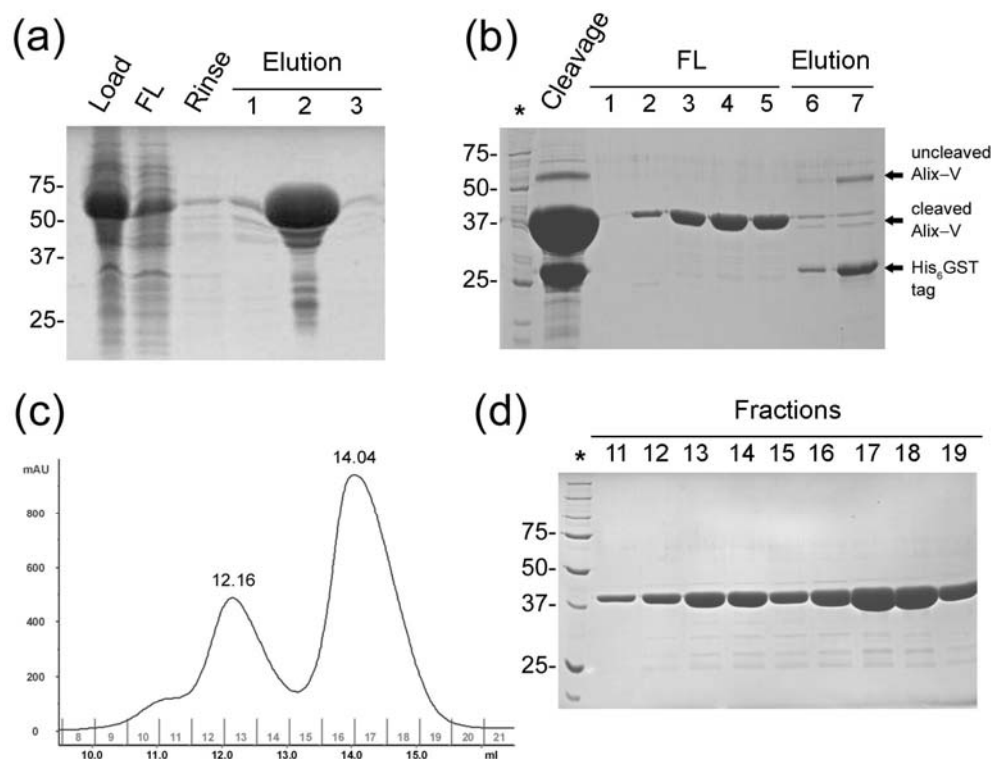 (a)
Load FL Rinse Elution
1 2 3
75-
50-
37-
25-
(b)
Cleavage FL Elution
* 1 2 3 4 5 6 7
75-
50-
37-
25-
uncleaved
Alix–V
cleaved
Alix–V
His6GST
tag
(c)
mAU
800
600
400
200
0
12.16
14.04
8 9 10 11 12 13 14 15 16 17 18 19 20 21
10.0 11.0 12.0 13.0 14.0 15.0 ml
(d)
Fractions
* 11 12 13 14 15 16 17 18 19
75-
50-
37-
25-